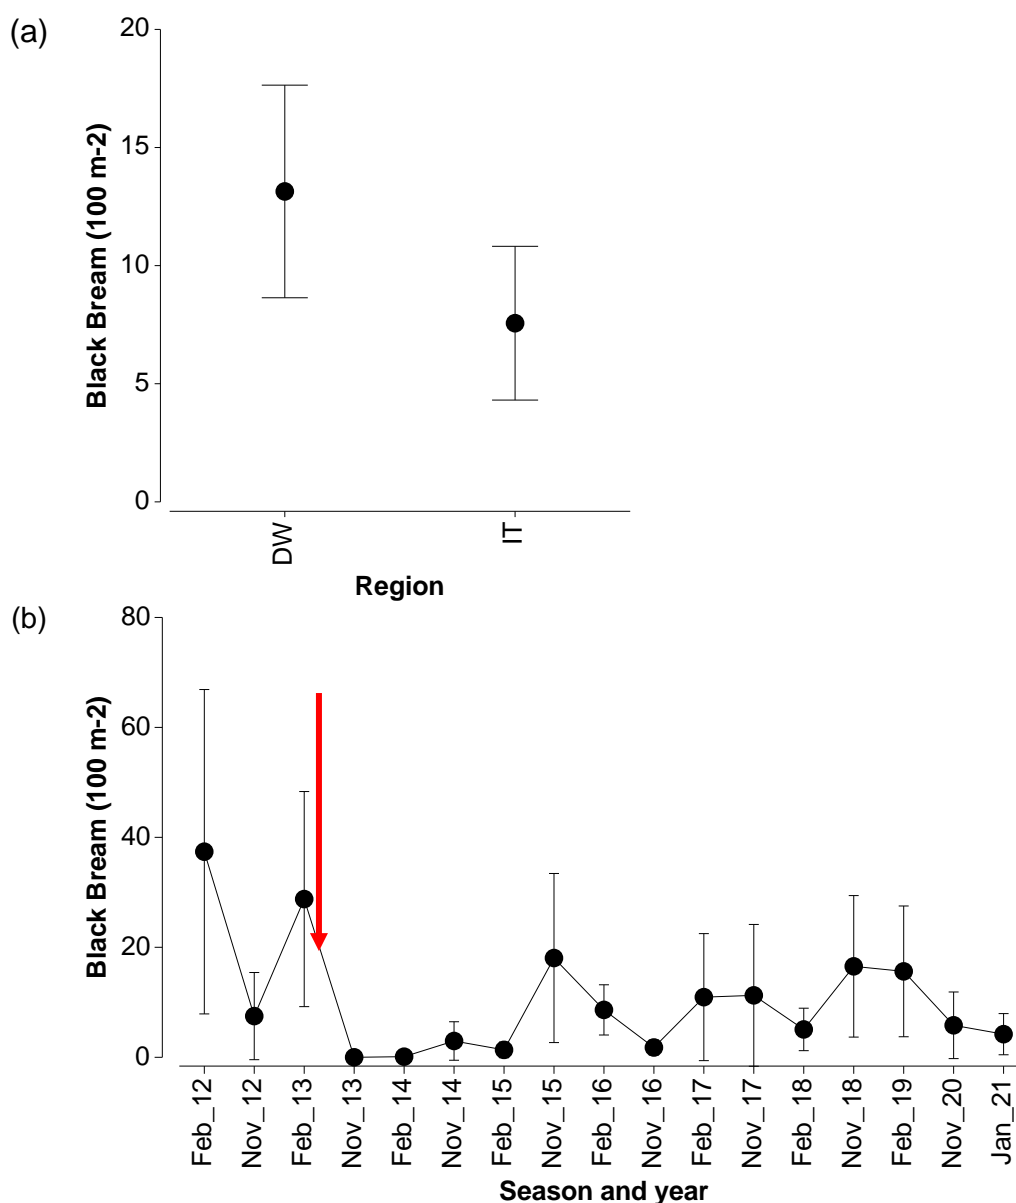 (a)
Black Bream (100 m-2)
20
15
10
5
0
DW
IT
Region
(b)
Black Bream (100 m-2)
80
60
40
20
0
Feb_12
Nov_12
Feb_13
Nov_13
Feb_14
Nov_14
Feb_15
Nov_15
Feb_16
Nov_16
Feb_17
Nov_17
Feb_18
Nov_18
Feb_19
Nov_20
Jan_21
Season and year